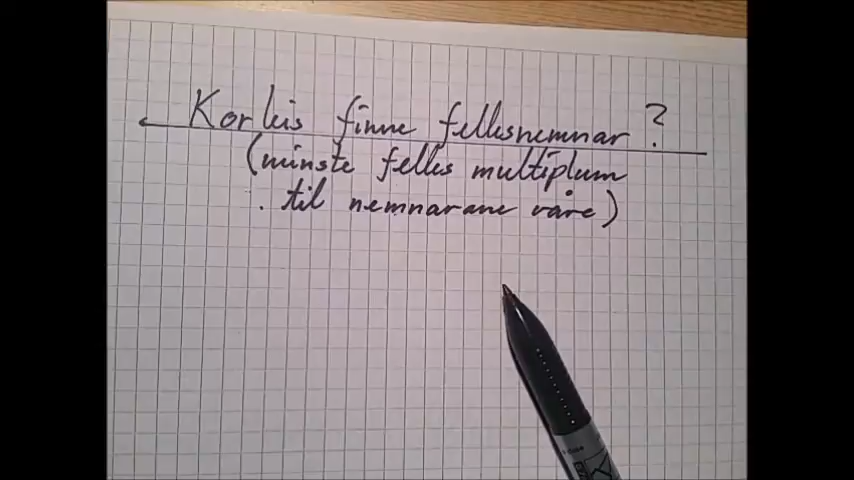 Korleis finne fellesnemnar?
(minste felles multiplum
til nemnarane våre)